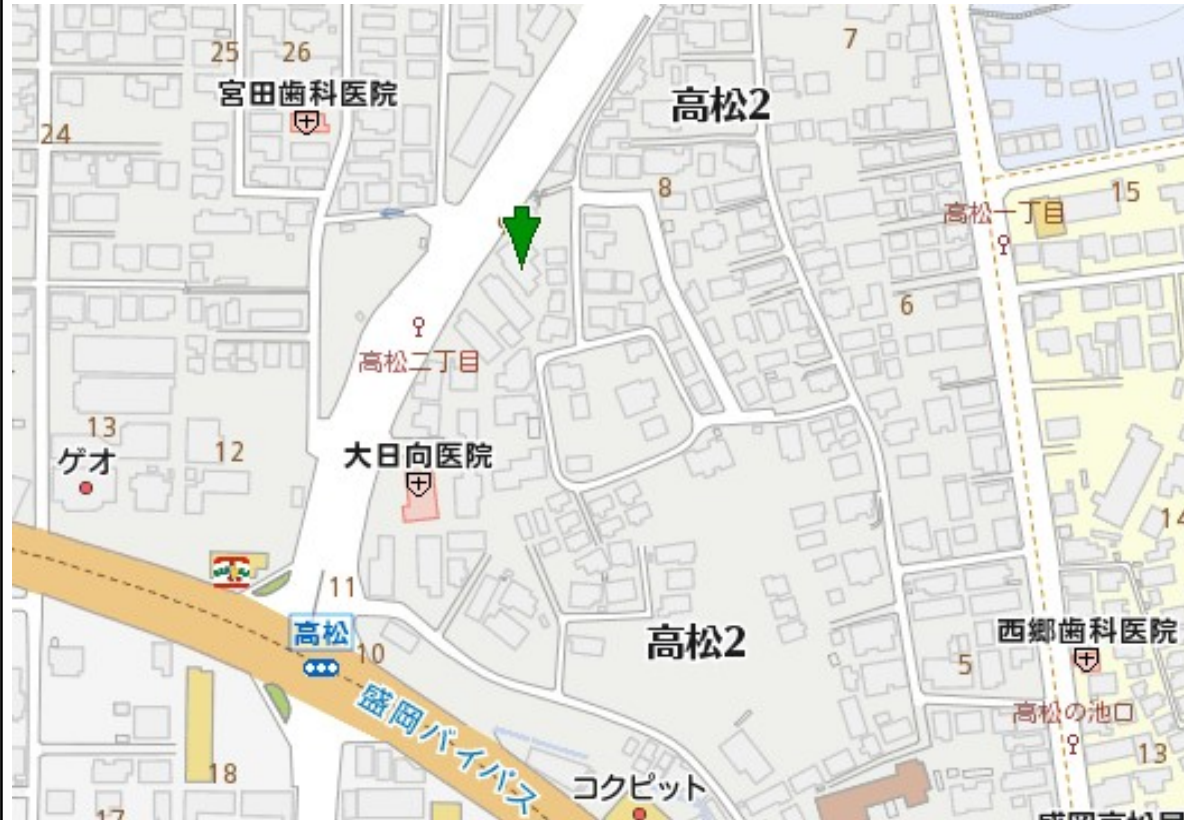 25
26
7
宮田歯科医院
高松2
24
8
15
高松一丁目
6
高松二丁目
13
12
大日向医院
ゲオ
14
11
高松
10
高松2
西郷歯科医院
5
高松の池口
盛岡バイパス
13
18
コクピット
17